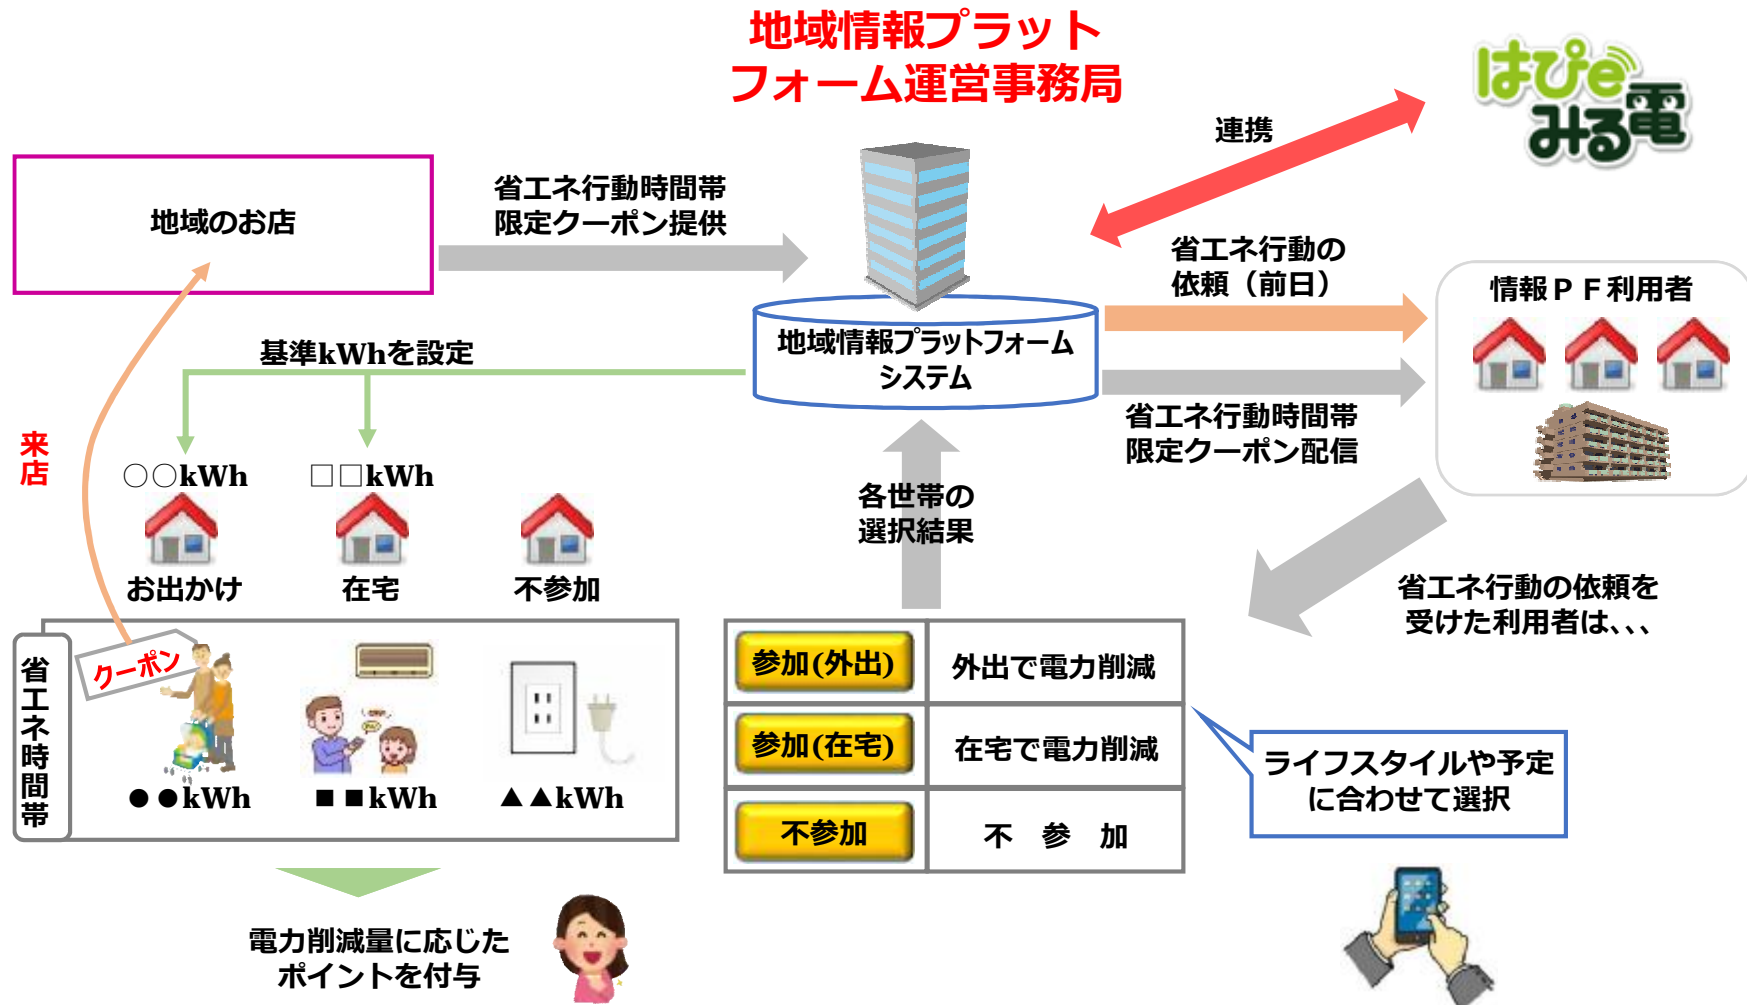 地域情報プラット
フォーム運営事務局
はぴe
みる電
連携
地域のお店
省エネ行動時間帯
限定クーポン提供
省エネ行動の
依頼（前日）
情報ＰＦ利用者
地域情報プラットフォーム
システム
基準kWhを設定
省エネ行動時間帯
限定クーポン配信
来店
○○kWh
□□kWh
各世帯の
選択結果
お出かけ
在宅
不参加
省エネ行動の依頼を
受けた利用者は､､､
省エネ時間帯
クーポン
●●kWh
■■kWh
▲▲kWh
参加(外出)
外出で電力削減
参加(在宅)
在宅で電力削減
不参加
不　参　加
ライフスタイルや予定
に合わせて選択
電力削減量に応じた
ポイントを付与